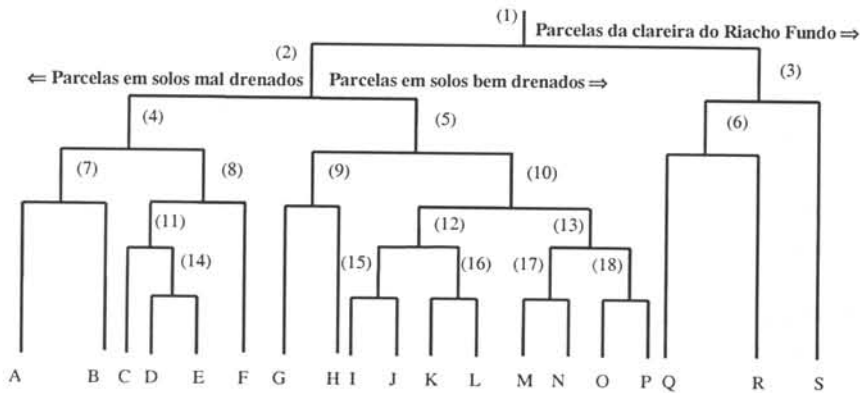 (1)
Parcelas da clareira do Riacho Fundo ⇒
(2)
(3)
⇐ Parcelas em solos mal drenados Parcelas em solos bem drenados ⇒
(4) (5) (6)
(7) (8) (9) (10)
(11) (12) (13)
(14) (15) (16) (17) (18)
A B C D E F G H I J K L M N O P Q R S